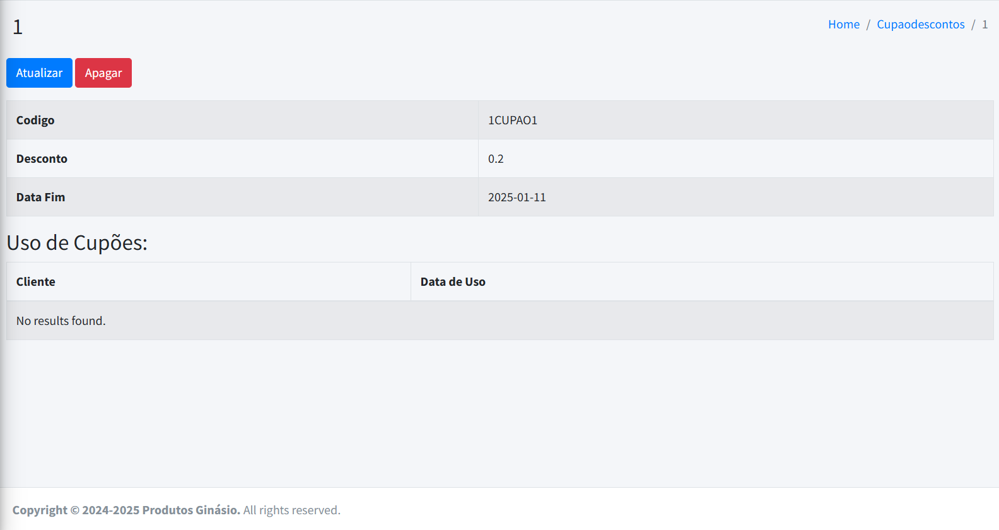 1
Home / Cupaodescontos / 1
Atualizar Apagar
Codigo 1CUPAO1
Desconto 0.2
Data Fim 2025-01-11
Uso de Cupões:
Cliente Data de Uso
No results found.
Copyright © 2024-2025 Produtos Ginásio. All rights reserved.